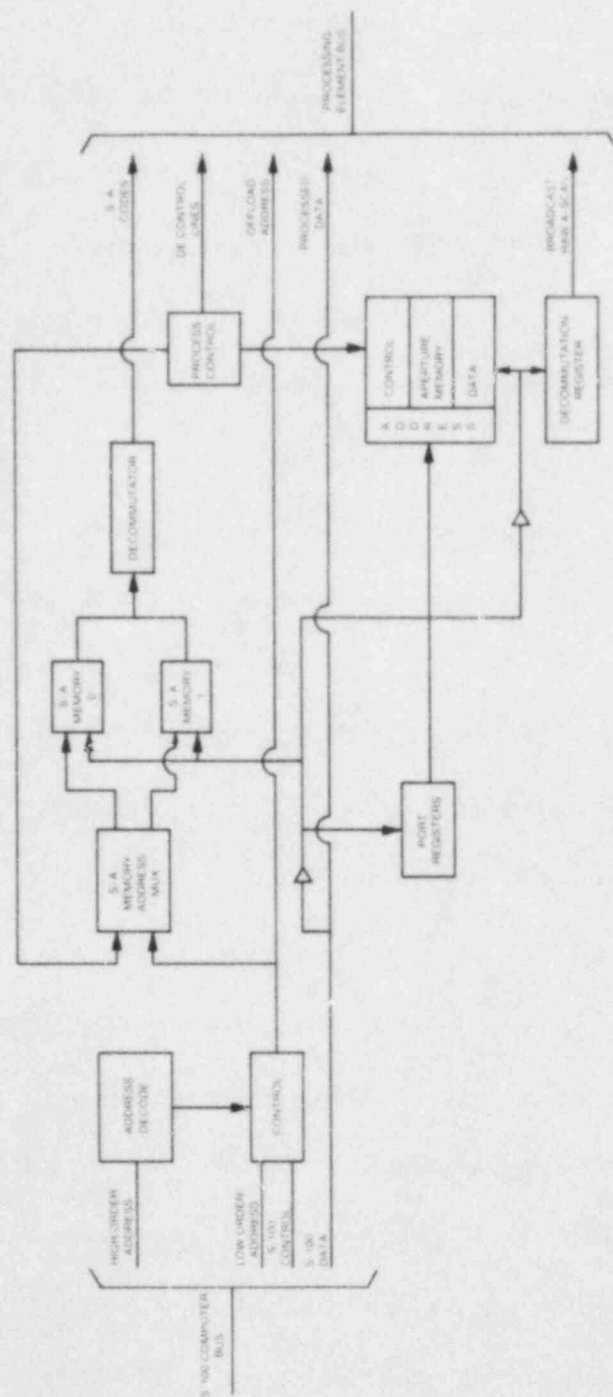 S-100 COMPUTER
BUS
HIGH ORDER
ADDRESS
LOW ORDER
ADDRESS
S-100
CONTROL
S-100
DATA
ADDRESS
DECODE
CONTROL
S-A
MEMORY
ADDRESS
MUX
S-A
MEMORY
0
S-A
MEMORY
1
DECOMMUTATOR
PORT
REGISTERS
PROCESS
CONTROL
ADDRESS
CONTROL
APERTURE
MEMORY
DATA
DECOMMUTATION
REGISTER
S-A
CODES
CONTROL
LINES
OFFLOAD
ADDRESS
PROCESSED
DATA
BROADCAST
RAW A-SCAN
PROCESSING
ELEMENT BUS